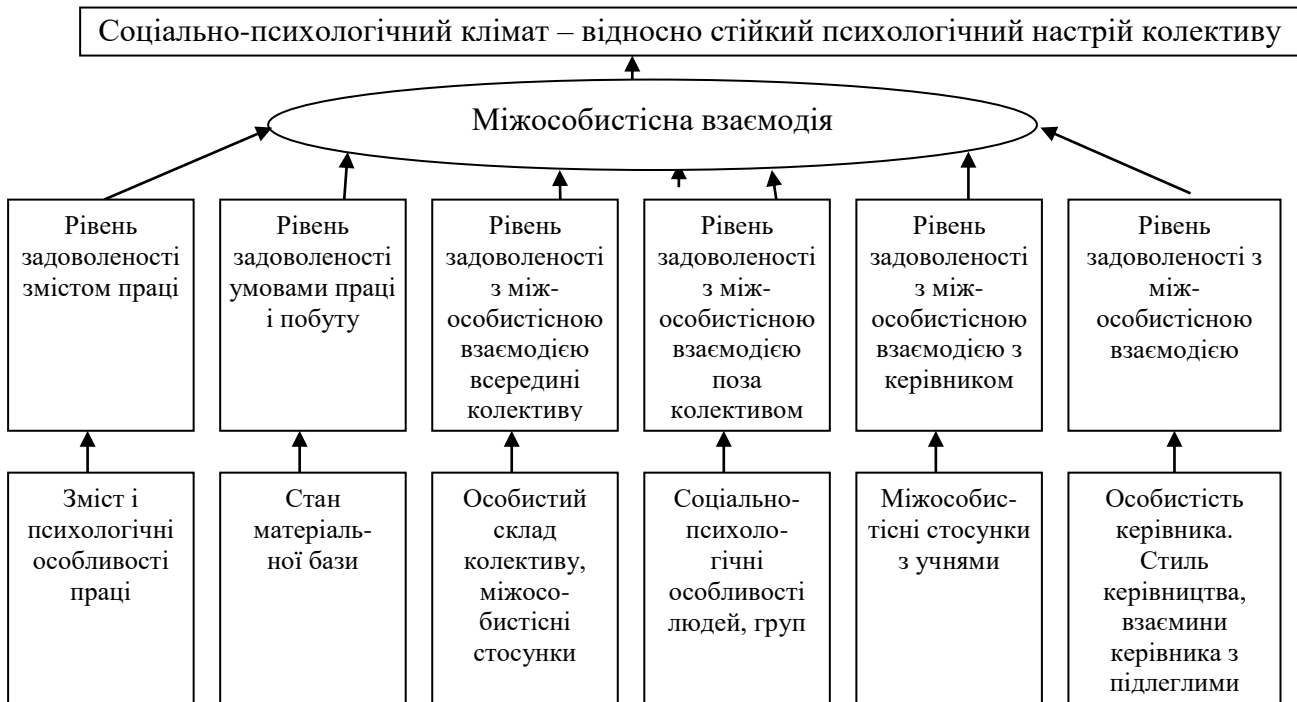 Соціально-психологічний клімат – відносно стійкий психологічний настрій колективу
Міжособистісна взаємодія
Рівень
задоволеності
змістом праці
Рівень
задоволеності
умовами праці
і побуту
Рівень
задоволеності
з між-
особистісною
взаємодією
всередині
колективу
Рівень
задоволеності
з між-
особистісною
взаємодією
поза
колективом
Рівень
задоволеності
з між-
особистісною
взаємодією з
керівником
Рівень
задоволеності з
між-
особистісною
взаємодією
Зміст і
психологічні
особливості
праці
Стан
матеріаль-
ної бази
Особистий
склад
колективу,
міжосо-
бистісні
стосунки
Соціально-
психоло-
гічні
особливості
людей, груп
Міжособис-
тісні стосунки
з учнями
Особистість
керівника.
Стиль
керівництва,
взаємини
керівника з
підлеглими